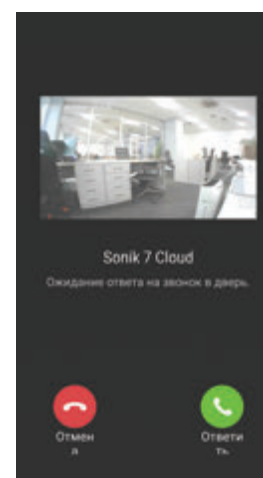 Sonik 7 Cloud
Ожидание ответа на звонок в дверь.
Отмен
а
Ответи
ть